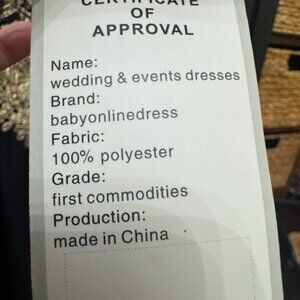 CERTIFICATE
OF
APPROVAL
Name:
wedding & events dresses
Brand:
babyonlinedress
Fabric:
100% polyester
Grade:
first commodities
Production:
made in China